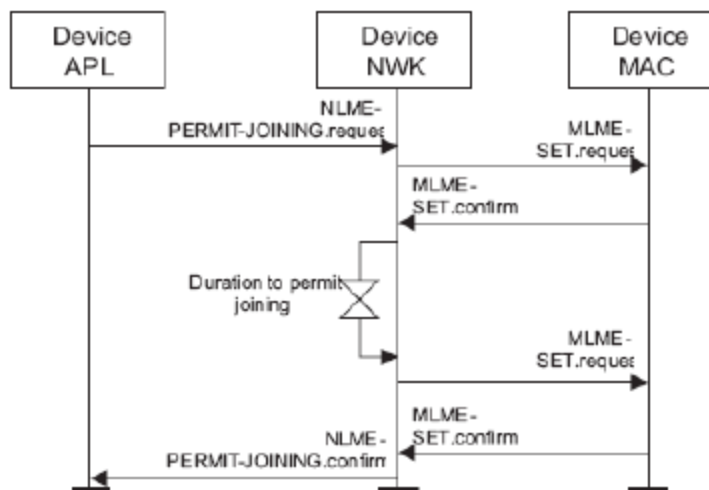 Device
APL
Device
NWK
Device
MAC
NLME-
PERMIT-JOINING.reques
MLME-
SET.reques
MLME-
SET.confirm
Duration to permit
joining
MLME-
SET.reques
MLME-
SET.confirm
NLME-
PERMIT-JOINING.confirm